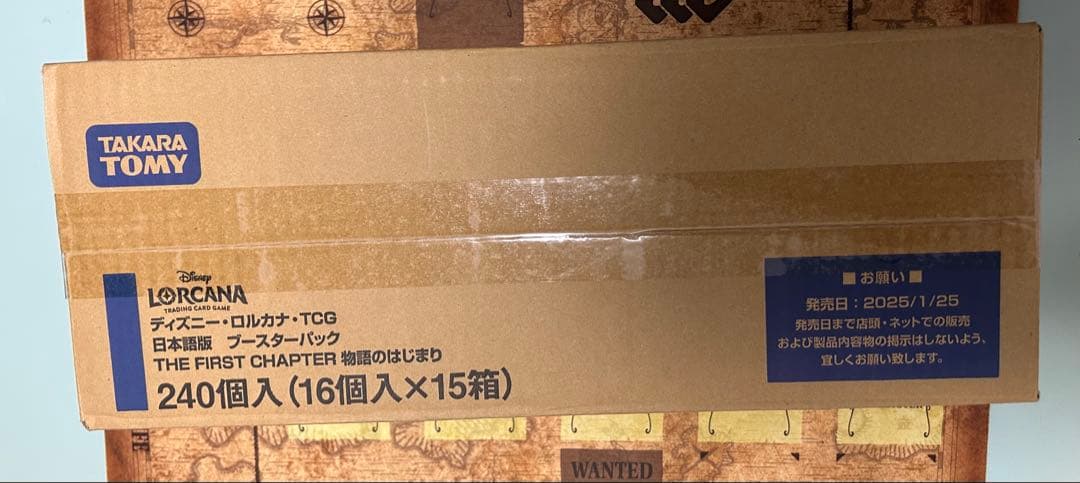 TAKARA
TOMY
Disney
LORCANA
TRADING CARD GAME
ディズニー・ロルカナ・TCG
日本語版 ブースターパック
THE FIRST CHAPTER 物語のはじまり
240個入(16個入×15箱)
■ お願い ■
発売日：2025/1/25
発売日まで店頭・ネットでの販売
および製品内容物の掲示はしないよう、
宜しくお願い致します。
WANTED